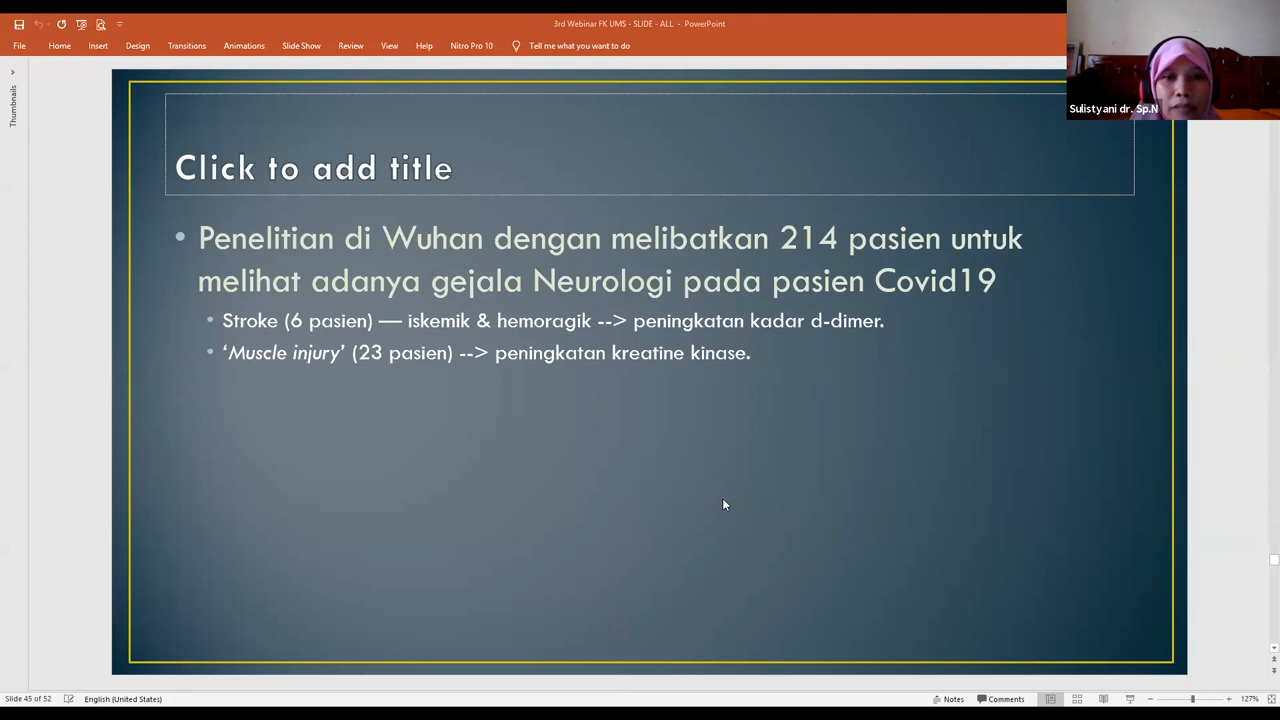 3rd Webinar FK UMS - SLIDE - ALL - PowerPoint
File Home Insert Design Transitions Animations Slide Show Review View Help Nitro Pro 10 Tell me what you want to do
Sulistyani dr. Sp.N
Thumbnails
Click to add title
• Penelitian di Wuhan dengan melibatkan 214 pasien untuk
melihat adanya gejala Neurologi pada pasien Covid19
• Stroke (6 pasien) — iskemik & hemoragik --> peningkatan kadar d-dimer.
• ‘Muscle injury’ (23 pasien) --> peningkatan kreatine kinase.
Slide 45 of 52 English (United States) Notes Comments 127%